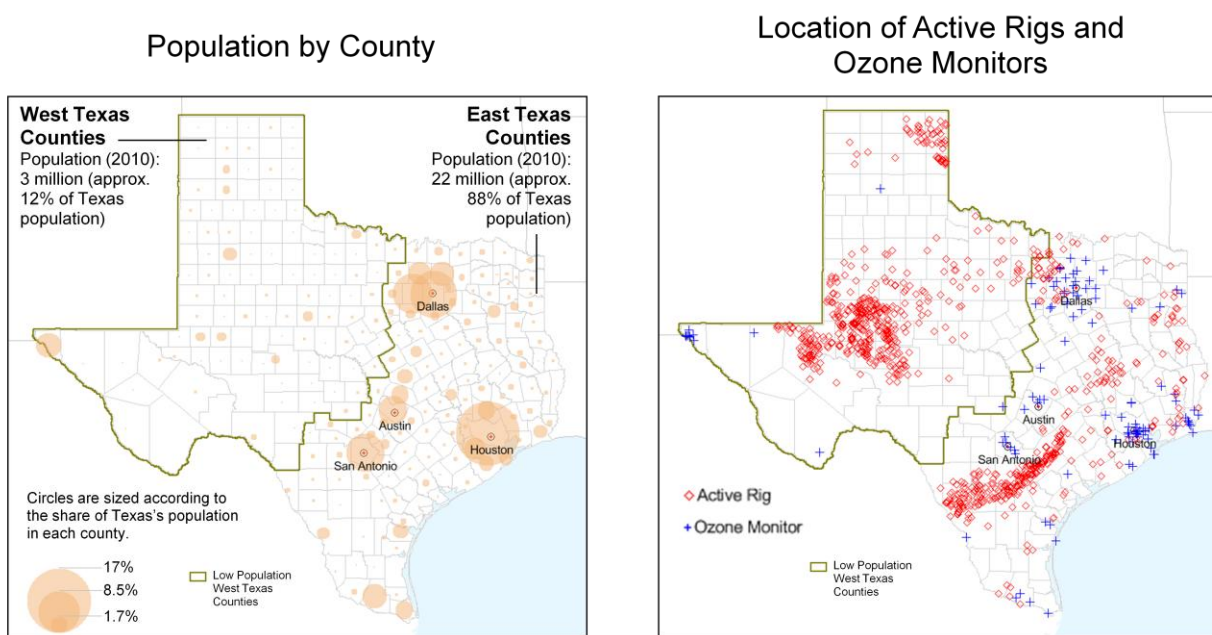 Population by County
West Texas
Counties
Population (2010):
3 million (approx.
12% of Texas
population)
East Texas
Counties
Population (2010):
22 million (approx.
88% of Texas
population)
Dallas
Austin
Houston
San Antonio
Circles are sized according to
the share of Texas's population
in each county.
17%
8.5%
1.7%
Low Population
West Texas
Counties
Location of Active Rigs and
Ozone Monitors
Dallas
Austin
Houston
San Antonio
Active Rig
Ozone Monitor
Low Population
West Texas
Counties